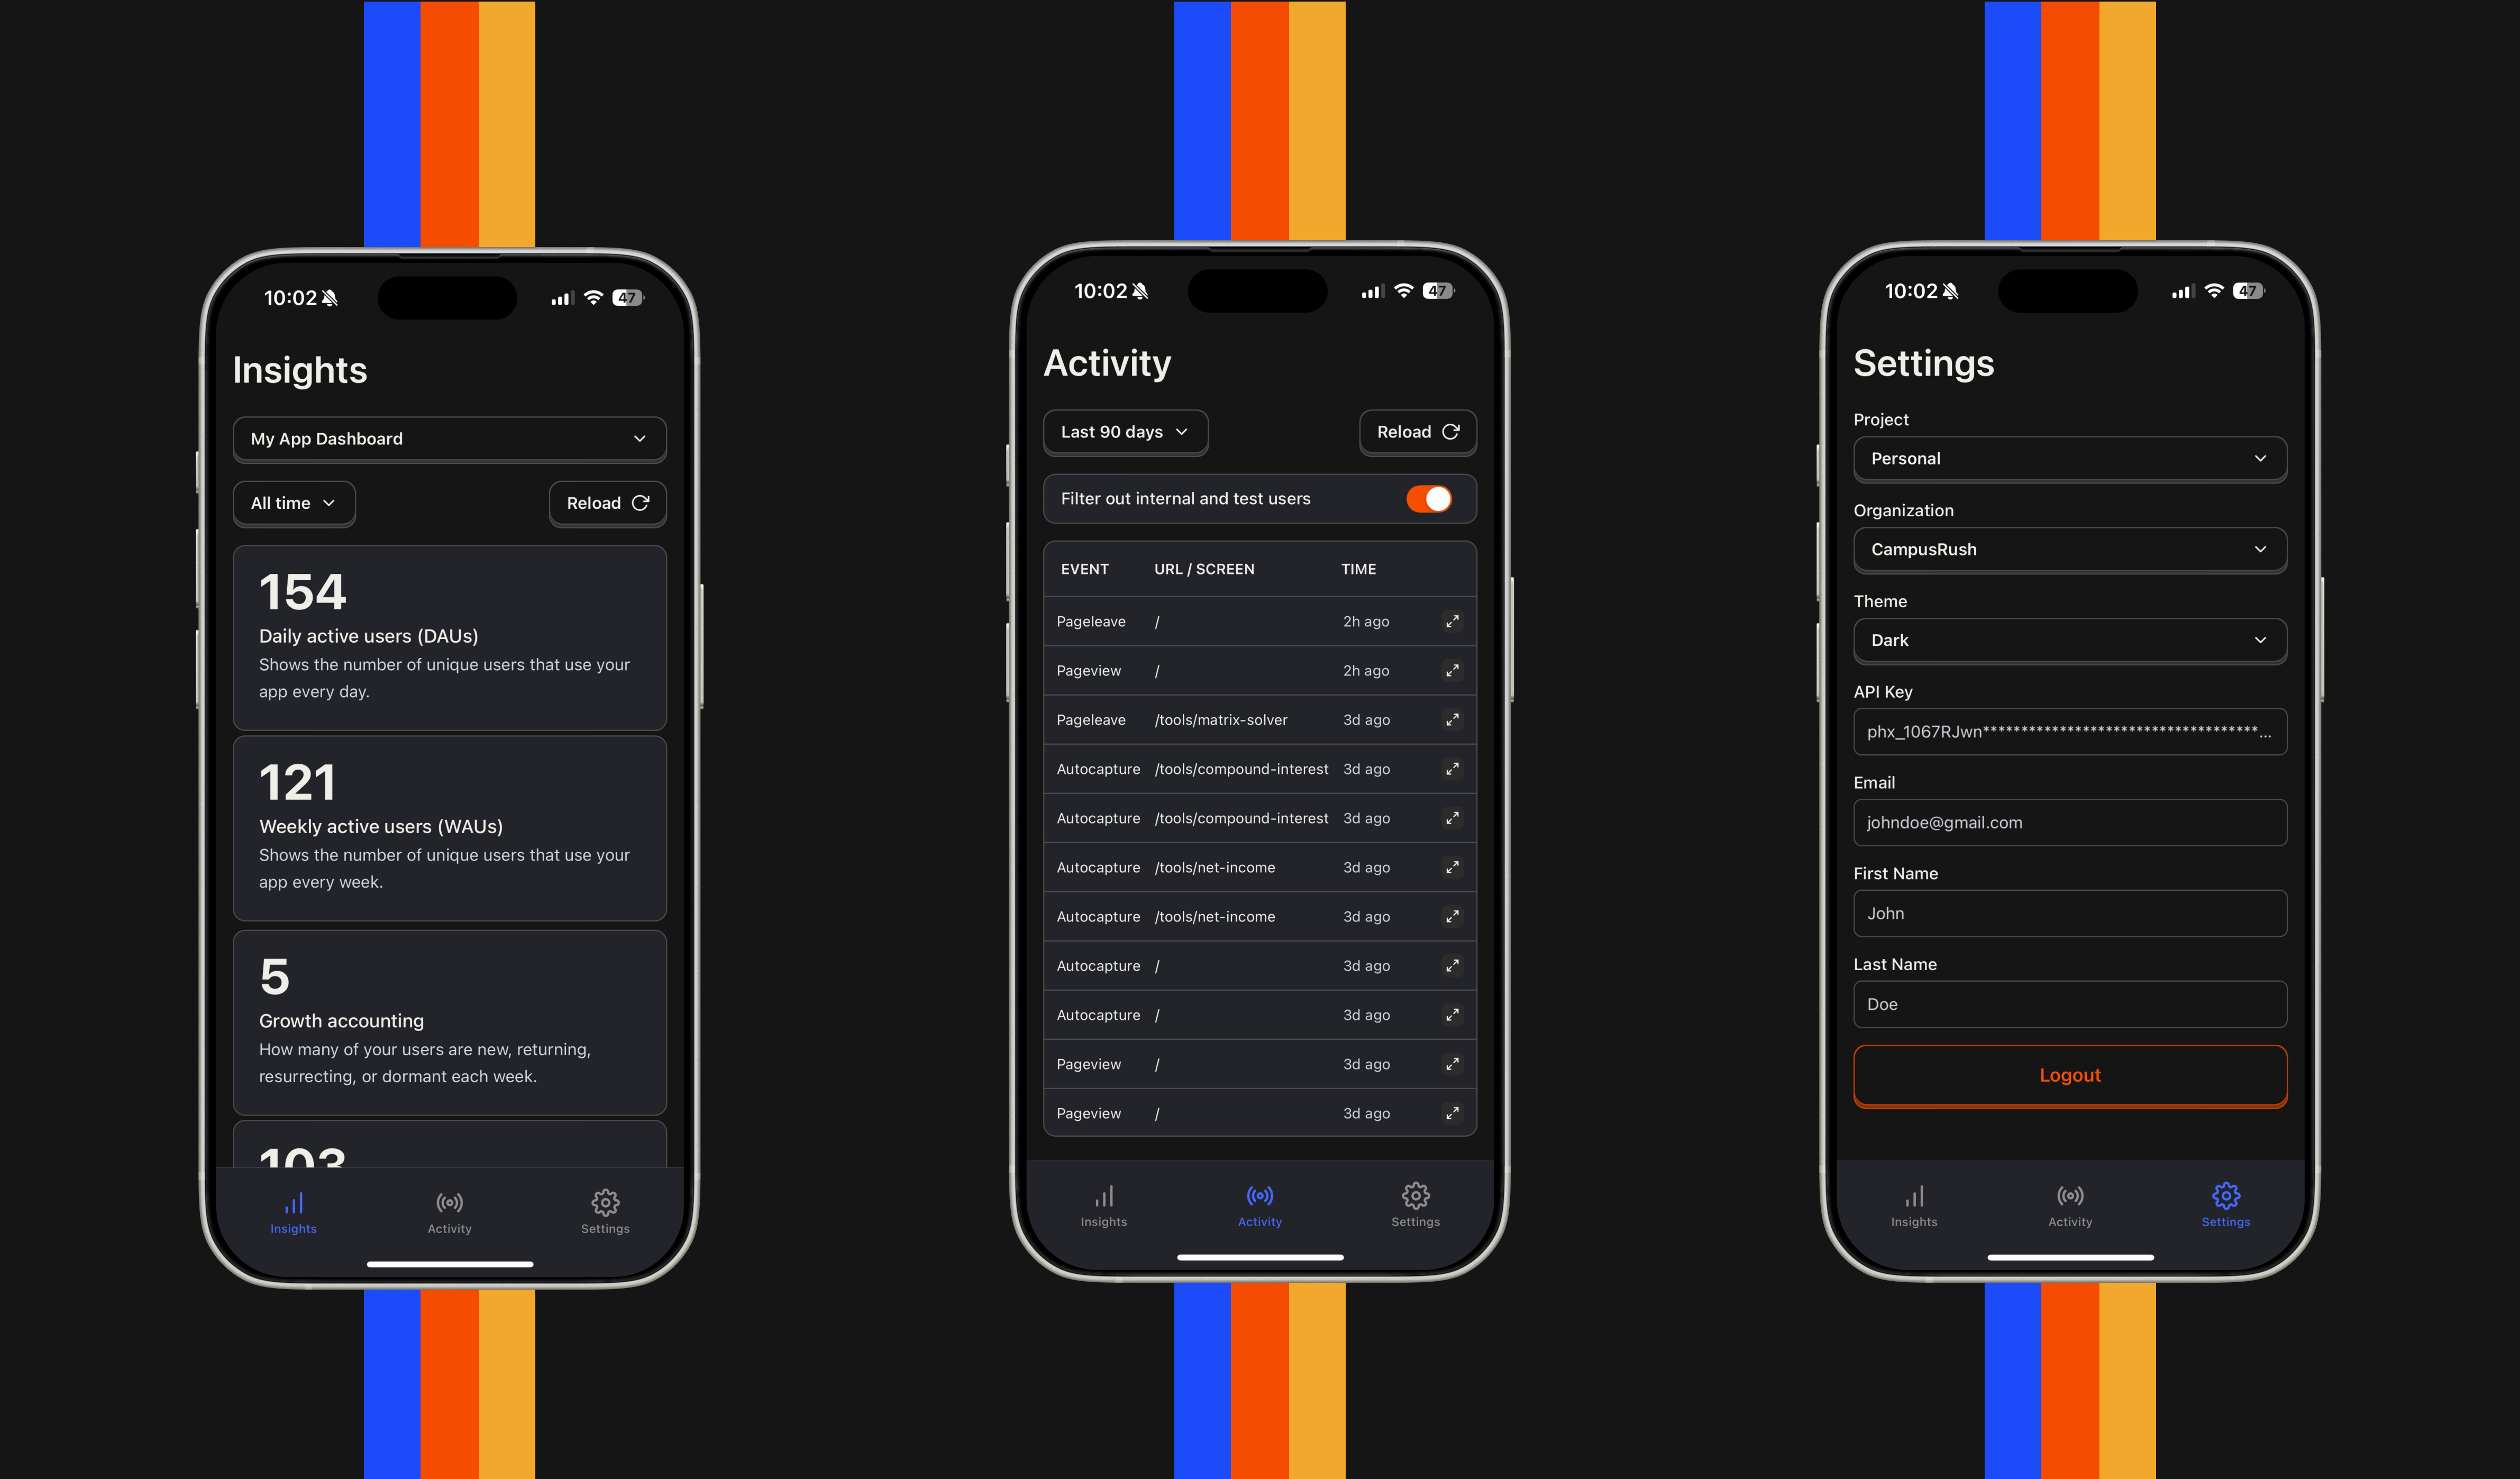 10:02
47
Insights
My App Dashboard
All time
Reload
154
Daily active users (DAUs)
Shows the number of unique users that use your
app every day.
121
Weekly active users (WAUs)
Shows the number of unique users that use your
app every week.
5
Growth accounting
How many of your users are new, returning,
resurrecting, or dormant each week.
103
Insights Activity Settings
10:02
47
Activity
Last 90 days
Reload
Filter out internal and test users
EVENT URL / SCREEN TIME
Pageleave / 2h ago
Pageview / 2h ago
Pageleave /tools/matrix-solver 3d ago
Autocapture /tools/compound-interest 3d ago
Autocapture /tools/compound-interest 3d ago
Autocapture /tools/net-income 3d ago
Autocapture /tools/net-income 3d ago
Autocapture / 3d ago
Autocapture / 3d ago
Pageview / 3d ago
Pageview / 3d ago
Insights Activity Settings
10:02
47
Settings
Project
Personal
Organization
CampusRush
Theme
Dark
API Key
phx_1067RJwn************************************...
Email
johndoe@gmail.com
First Name
John
Last Name
Doe
Logout
Insights Activity Settings